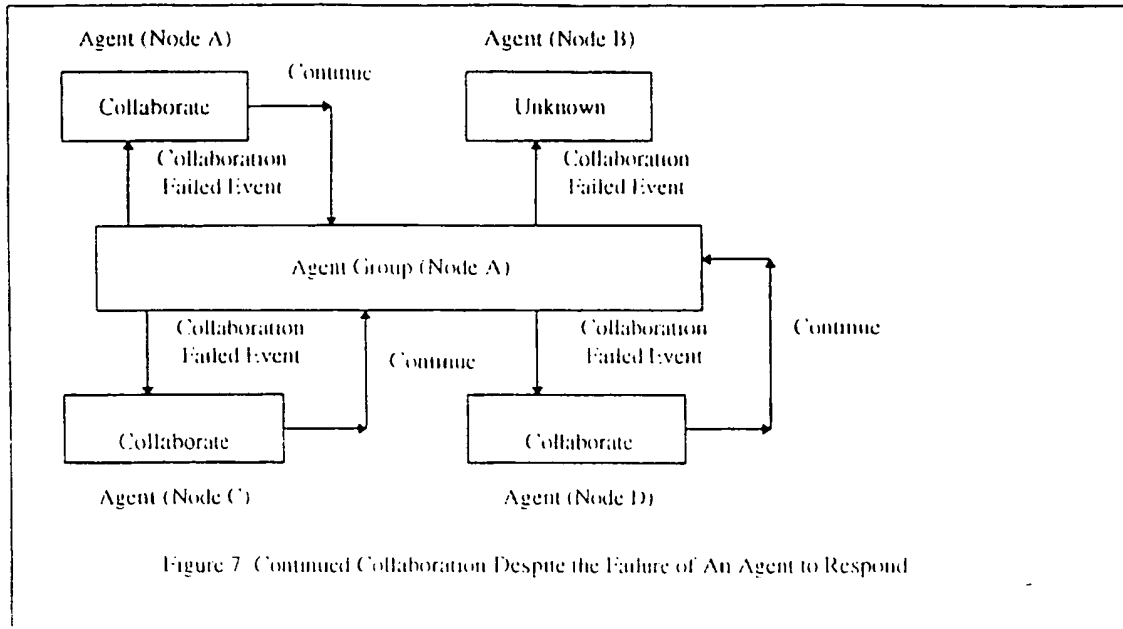 Agent (Node A)
Agent (Node B)
Continue
Collaborate
Unknown
Collaboration
Failed Event
Collaboration
Failed Event
Agent Group (Node A)
Collaboration
Failed Event
Continue
Collaboration
Failed Event
Continue
Collaborate
Collaborate
Agent (Node C)
Agent (Node D)
Figure 7 Continued Collaboration Despite the Failure of An Agent to Respond